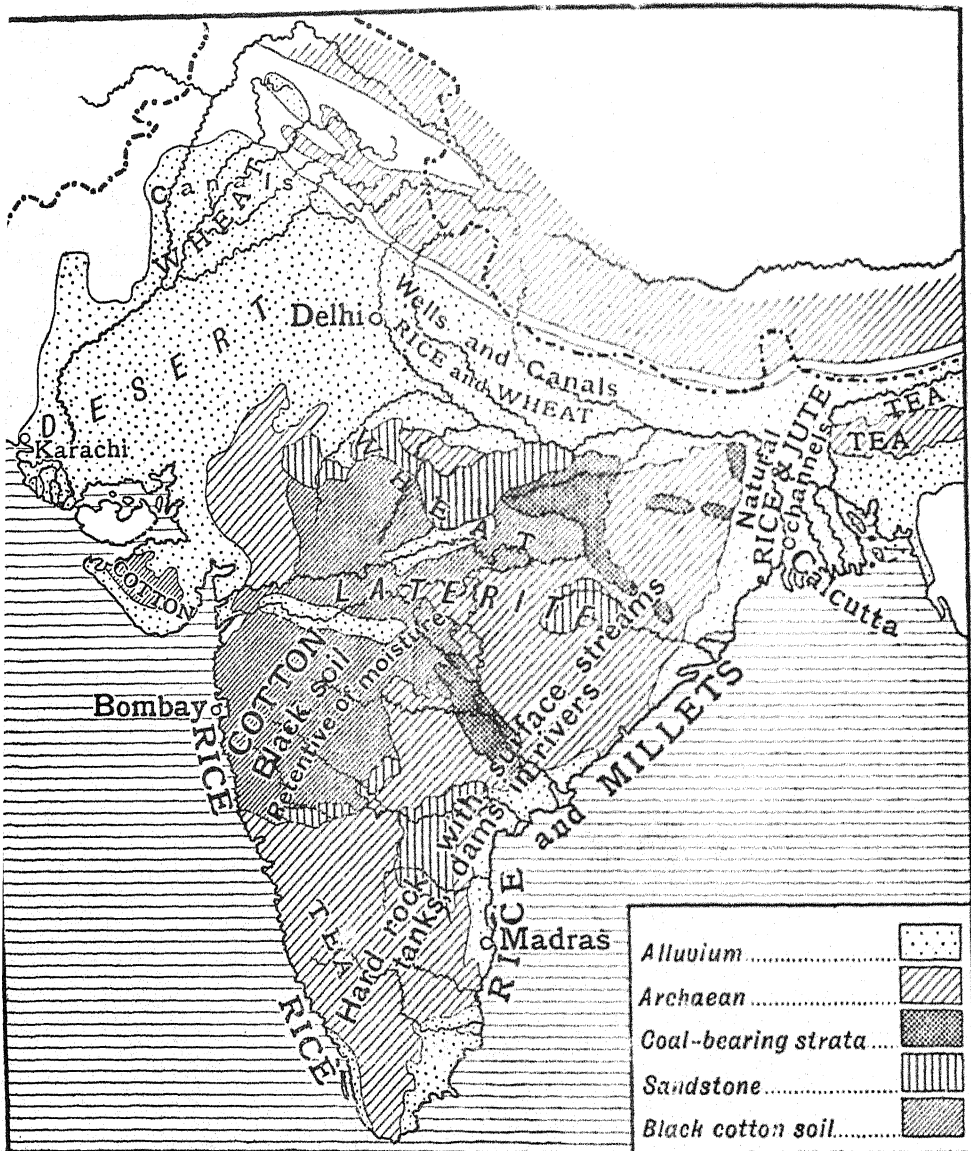 Canals
WHEAT
DESERT
Delhi
Wells and Canals
RICE and WHEAT
Karachi
TEA
TEA
Natural
RICE & JUTE
channels
Calcutta
WHEAT
COTTON
LATERITE
COTTON
Black soil
Retentive of moisture
Bombay
RICE
surface streams
in rivers
with
dams
and MILLETS
RICE
Hard rock,
tanks,
TEA
Madras
RICE
Alluvium
Archaean
Coal-bearing strata
Sandstone
Black cotton soil